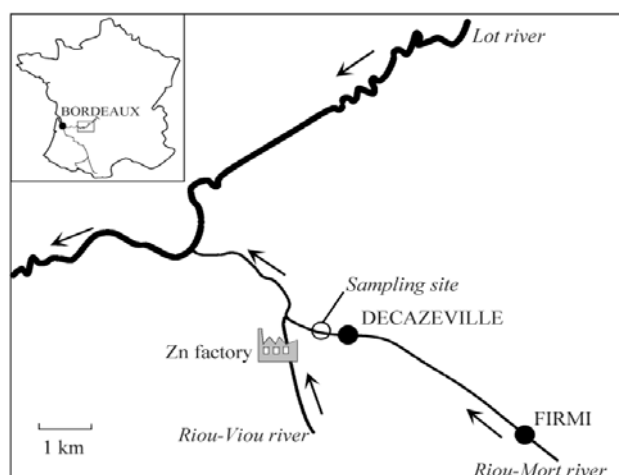 Lot river
BORDEAUX
Sampling site
DECAZEVILLE
Zn factory
FIRMI
Riou-Viou river
1 km
Riou-Mort river